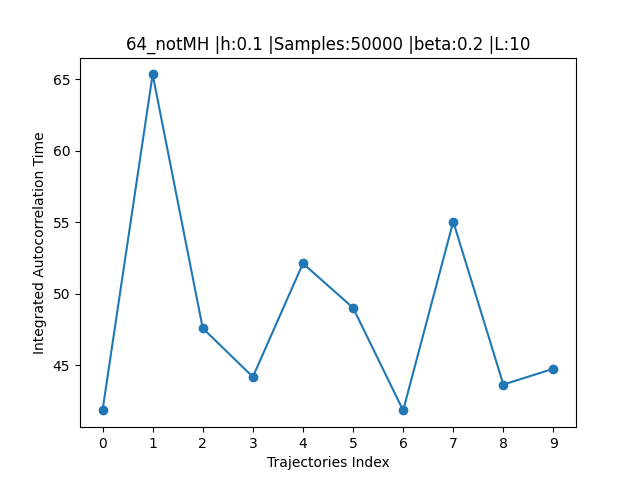 64_notMH |h:0.1 |Samples:50000 |beta:0.2 |L:10
Integrated Autocorrelation Time
65
60
55
50
45
0 1 2 3 4 5 6 7 8 9
Trajectories Index